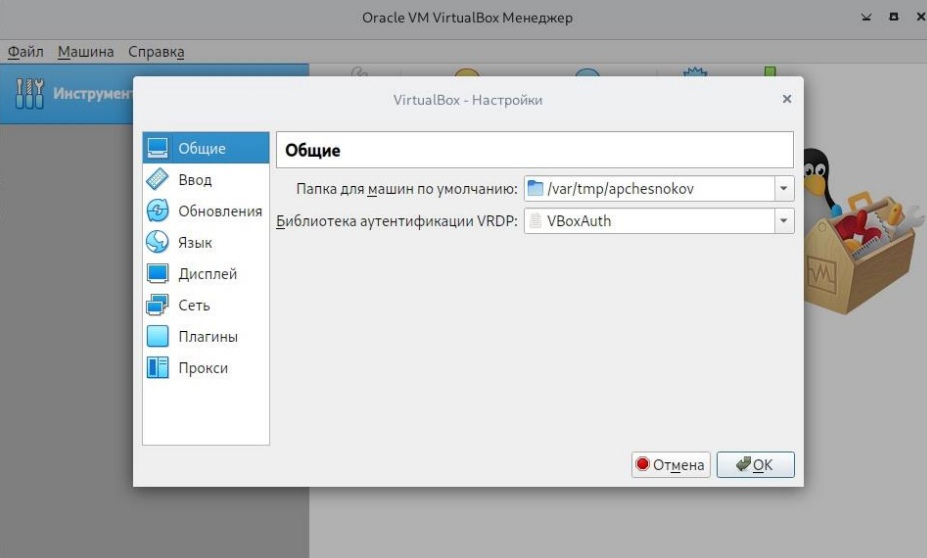 Oracle VM VirtualBox Менеджер
Файл Машина Справка
VirtualBox - Настройки
Общие
Ввод
Обновления
Язык
Дисплей
Сеть
Плагины
Прокси
Общие
Папка для машин по умолчанию: /var/tmp/apchesnokov
Библиотека аутентификации VRDP: VBoxAuth
Отмена OK